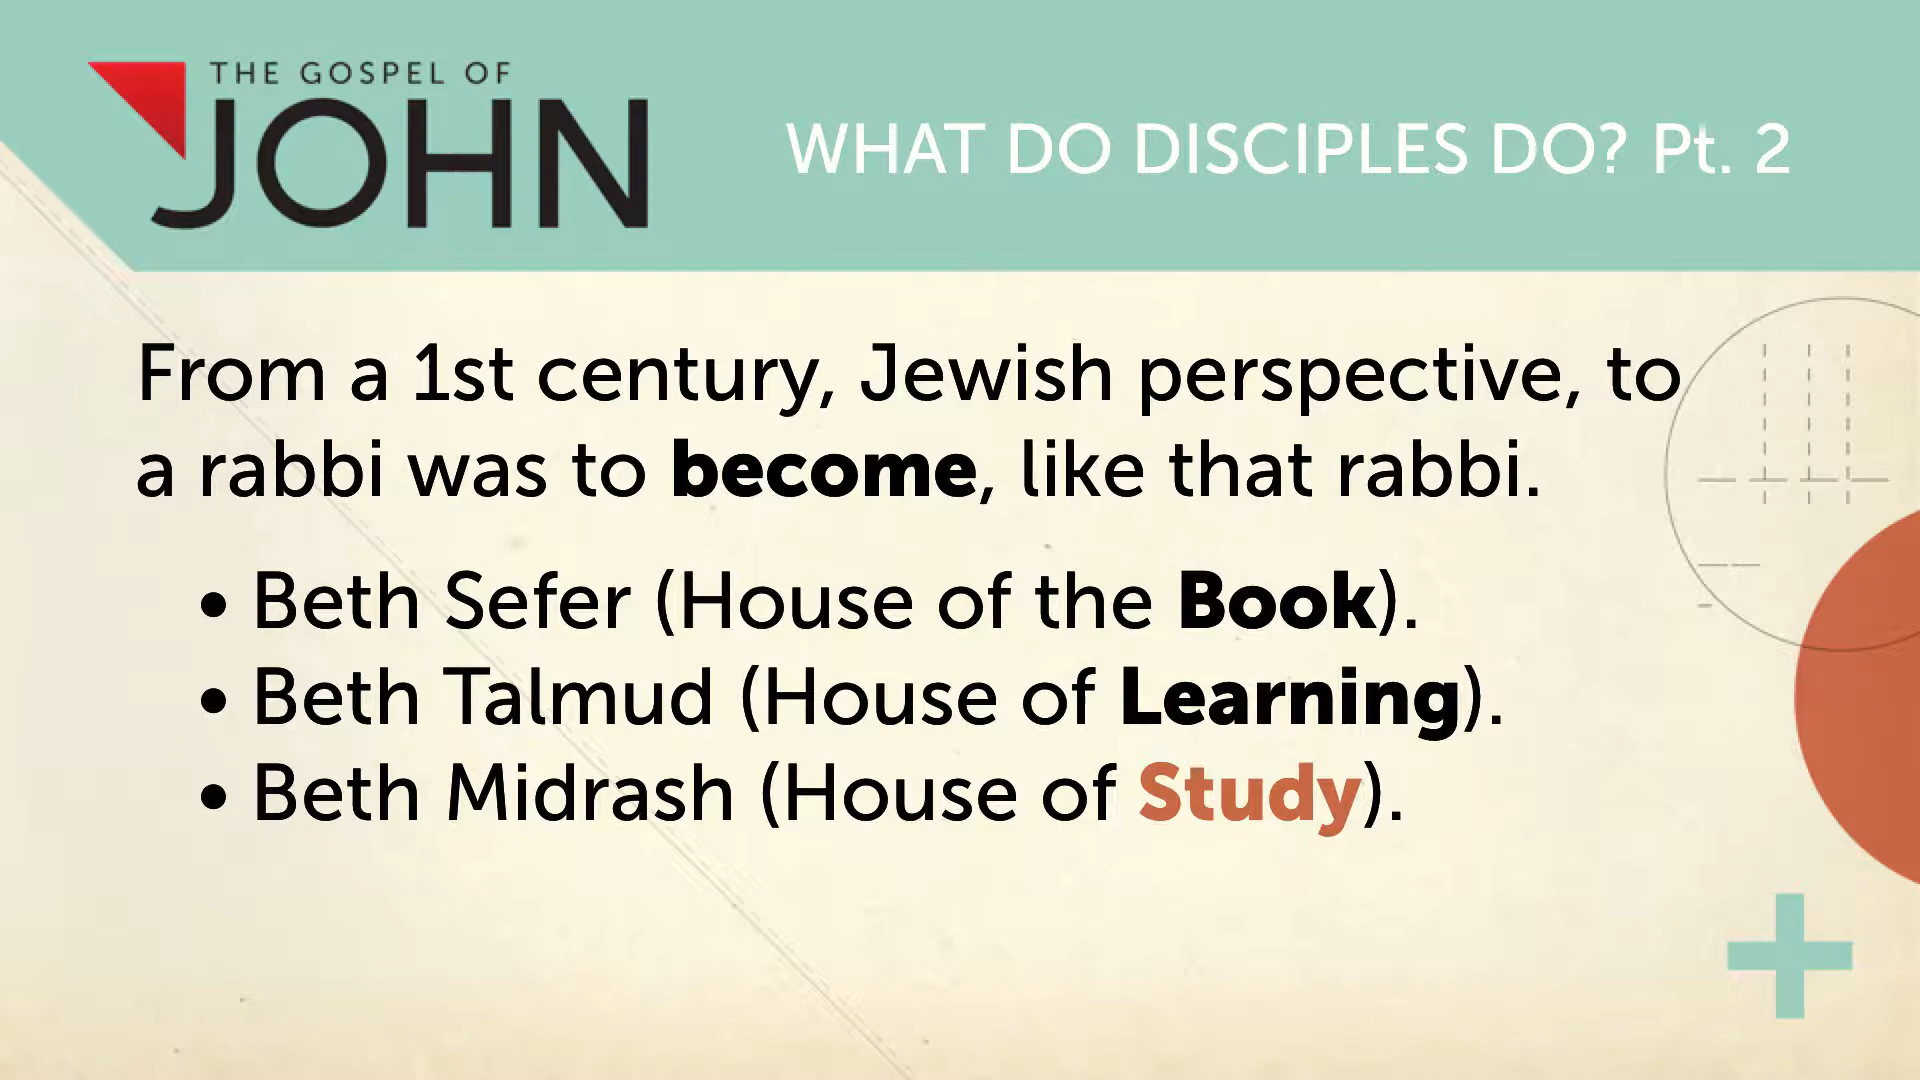 THE GOSPEL OF
JOHN
WHAT DO DISCIPLES DO? Pt. 2
From a 1st century, Jewish perspective, to
a rabbi was to become, like that rabbi.
• Beth Sefer (House of the Book).
• Beth Talmud (House of Learning).
• Beth Midrash (House of Study).